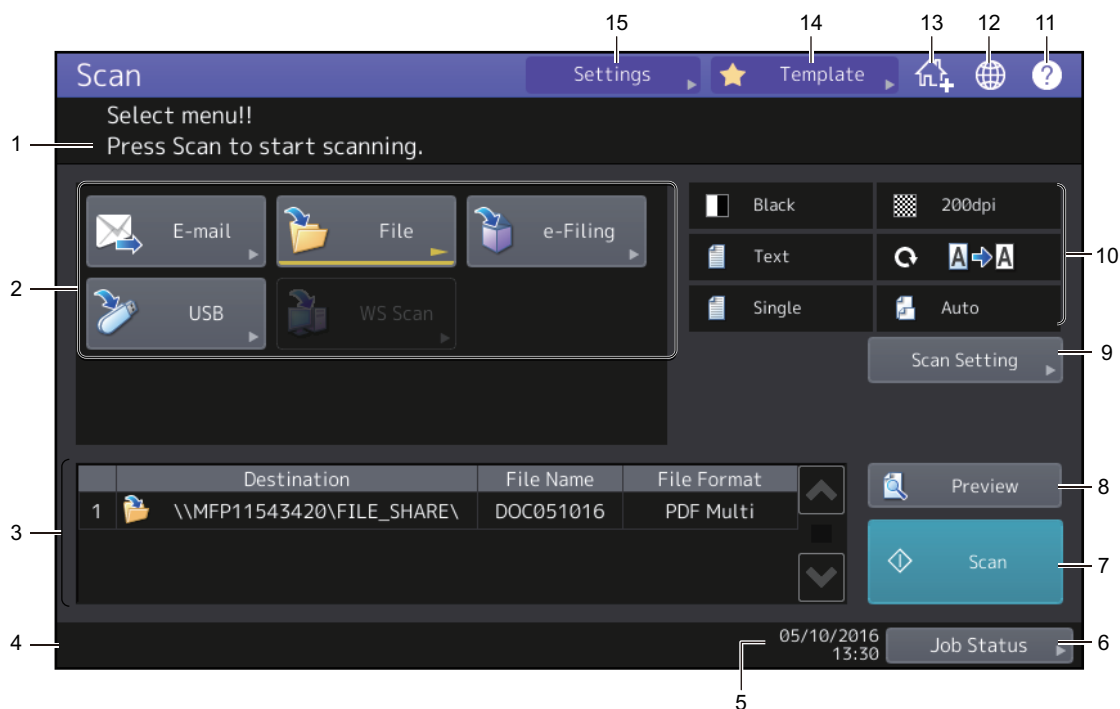 15 14 13 12 11
Scan Settings Template ?
Select menu!!
1 Press Scan to start scanning.
E-mail File e-Filing Black 200dpi
Text A A 10
2 USB WS Scan Single Auto
Scan Setting 9
Destination File Name File Format Preview 8
1 \\MFP11543420\FILE_SHARE\ DOC051016 PDF Multi
3 Scan 7
4 05/10/2016 Job Status 6
13:30
5